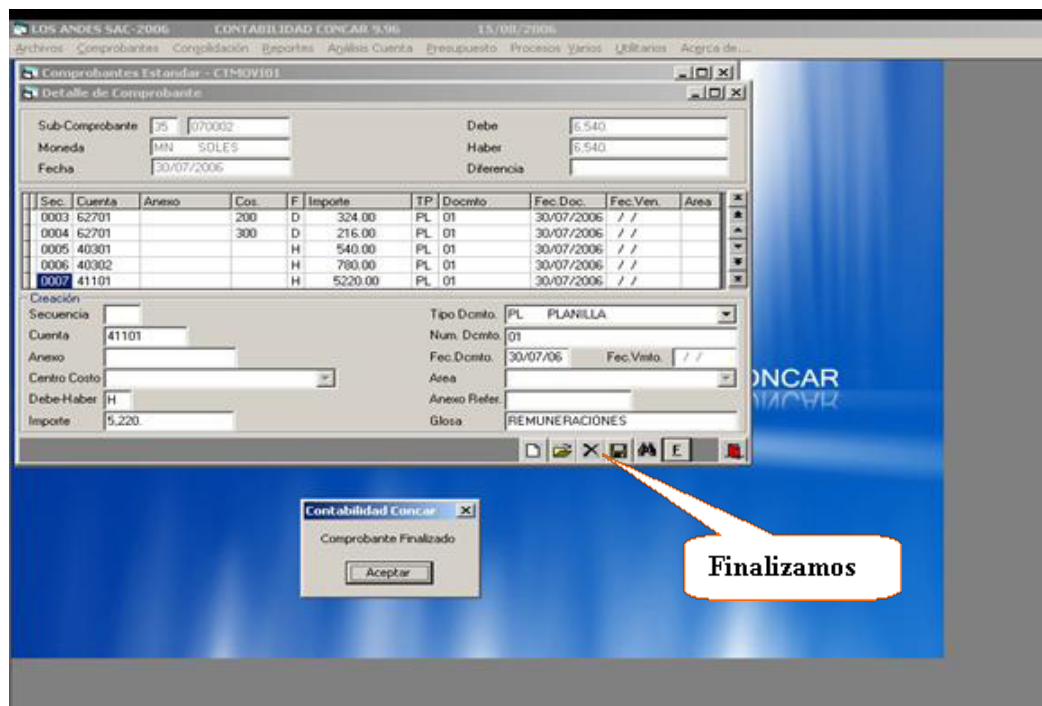 LOS ANDES SAC-2006 CONTABILIDAD CONCAR 9.96 15/08/2006
Archivos Comprobantes Consolidación Reportes Análisis Cuenta Presupuesto Procesos Varios Utilitarios Acerca de...
Comprobantes Estandar - CTMOVI01
Detalle de Comprobante
Sub-Comprobante 35 070002 Debe 6,540.
Moneda MN SOLES Haber 6,540.
Fecha 30/07/2006 Diferencia
Sec. Cuenta Anexo Cos. F Importe TP Docmto Fec.Doc. Fec.Ven. Area
0003 62701 200 D 324.00 PL 01 30/07/2006 / /
0004 62701 300 D 216.00 PL 01 30/07/2006 / /
0005 40301 H 540.00 PL 01 30/07/2006 / /
0006 40302 H 780.00 PL 01 30/07/2006 / /
0007 41101 H 5220.00 PL 01 30/07/2006 / /
Creación
Secuencia Tipo Dcmto. PL PLANILLA
Cuenta 41101 Num. Dcmto. 01
Anexo Fec.Dcmto. 30/07/06 Fec.Vmto. / /
Centro Costo Area
Debe-Haber H Anexo Refer.
Importe 5,220. Glosa REMUNERACIONES
E
ONCAR
Contabilidad Concar
Comprobante Finalizado
Aceptar
Finalizamos